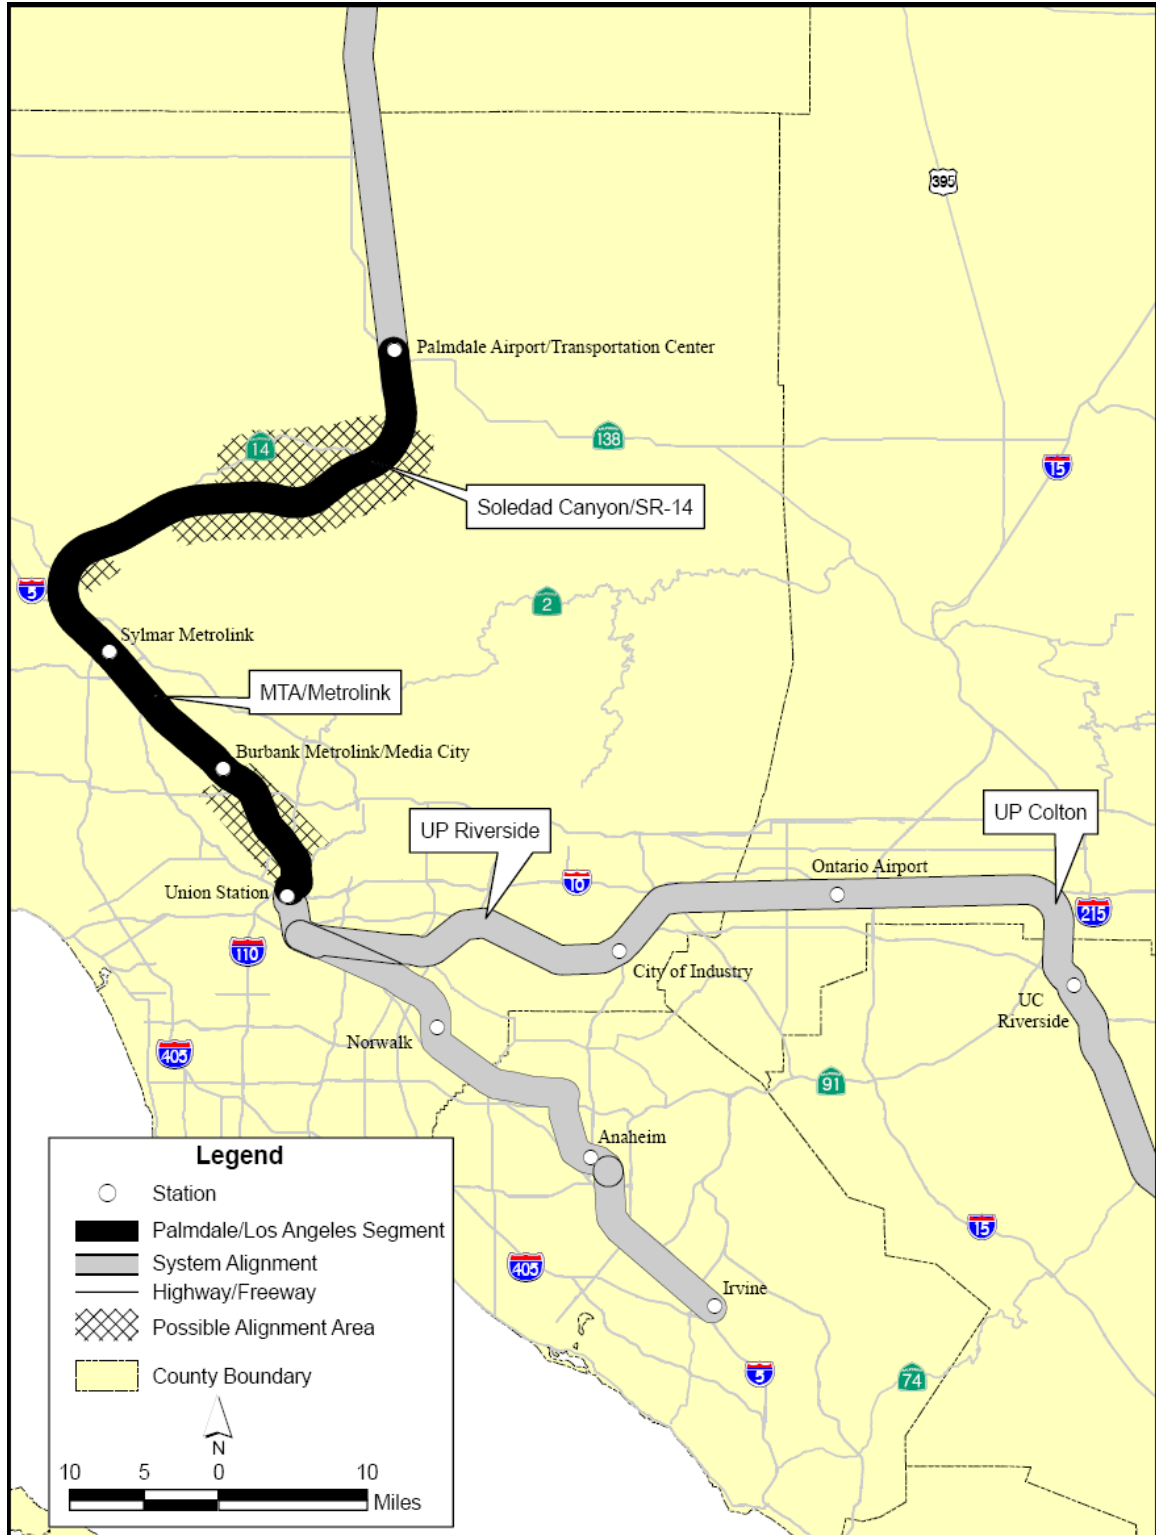 395
Palmdale Airport/Transportation Center
14
138
15
Soledad Canyon/SR-14
5
2
Sylmar Metrolink
MTA/Metrolink
Burbank Metrolink/Media City
UP Riverside
UP Colton
Ontario Airport
10
Union Station
215
110
City of Industry
UC
Riverside
Norwalk
405
91
Anaheim
Legend
Station
Palmdale/Los Angeles Segment
System Alignment
Highway/Freeway
Possible Alignment Area
County Boundary
N
10 5 0 10
Miles
15
405
Irvine
5
74